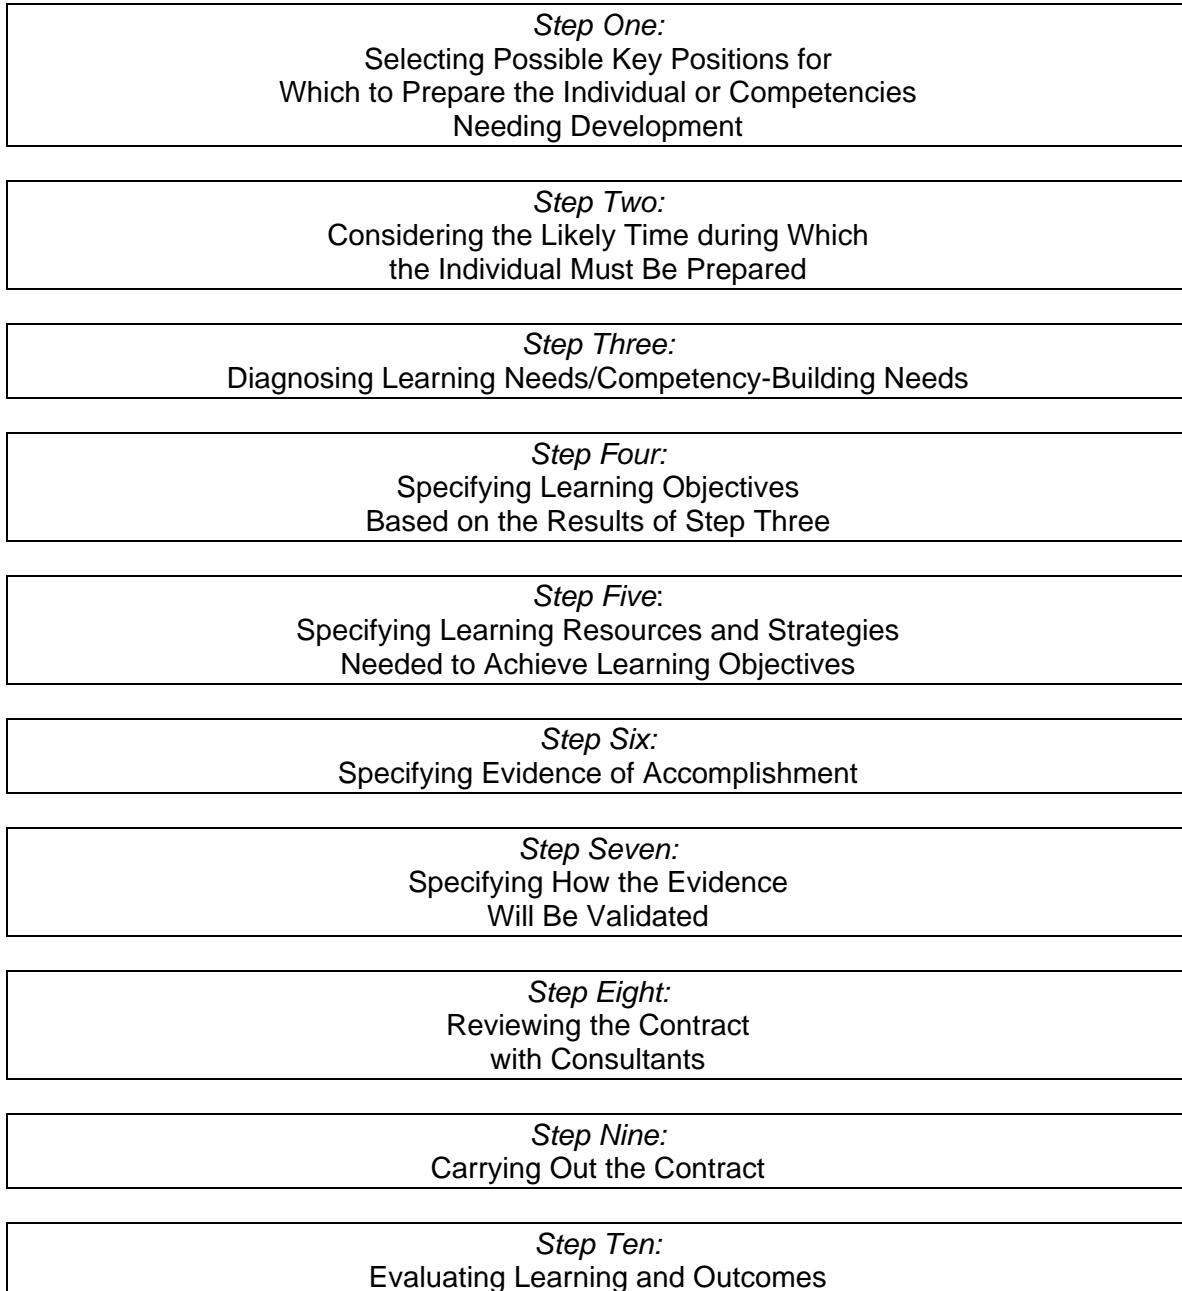 Step One:
Selecting Possible Key Positions for
Which to Prepare the Individual or Competencies
Needing Development
Step Two:
Considering the Likely Time during Which
the Individual Must Be Prepared
Step Three:
Diagnosing Learning Needs/Competency-Building Needs
Step Four:
Specifying Learning Objectives
Based on the Results of Step Three
Step Five:
Specifying Learning Resources and Strategies
Needed to Achieve Learning Objectives
Step Six:
Specifying Evidence of Accomplishment
Step Seven:
Specifying How the Evidence
Will Be Validated
Step Eight:
Reviewing the Contract
with Consultants
Step Nine:
Carrying Out the Contract
Step Ten:
Evaluating Learning and Outcomes